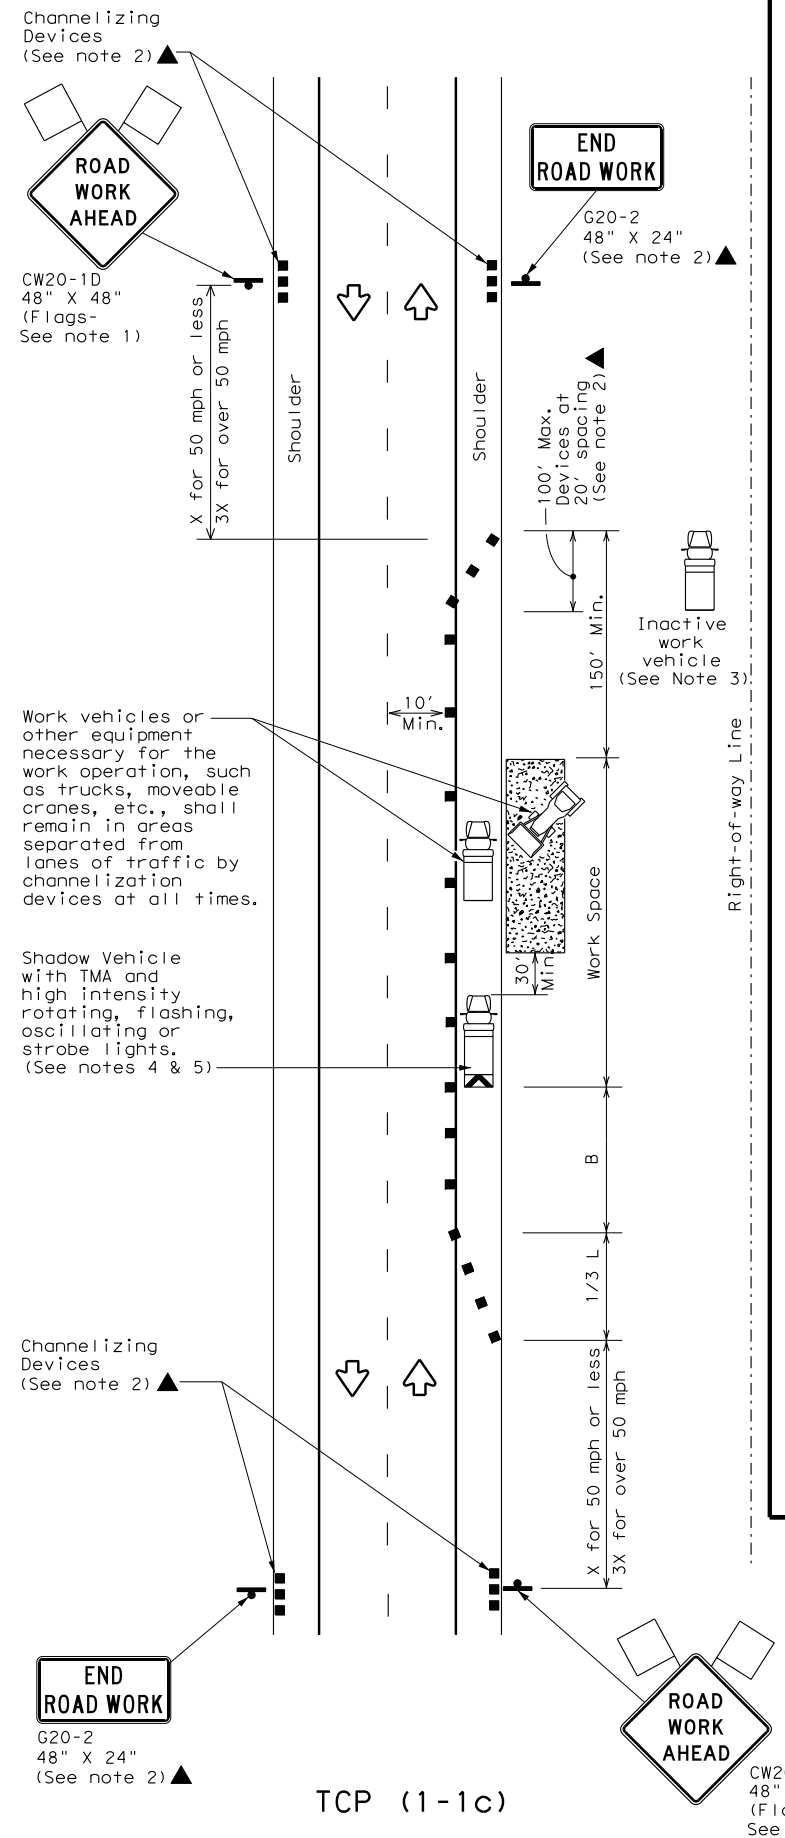 Channelizing
Devices
(See note 2)
ROAD
WORK
AHEAD
CW20-1D
48" X 48"
(Flags-
See note 1)
END
ROAD WORK
G20-2
48" X 24"
(See note 2)
X for 50 mph or less
3X for over 50 mph
Shoulder
Shoulder
100' Max.
Devices at
20' spacing
(See note 2)
150' Min.
Inactive
work
vehicle
(See Note 3)
Right-of-way Line
10'
Min.
Work vehicles or
other equipment
necessary for the
work operation, such
as trucks, moveable
cranes, etc., shall
remain in areas
separated from
lanes of traffic by
channelization
devices at all times.
Work Space
30'
Min.
Shadow Vehicle
with TMA and
high intensity
rotating, flashing,
oscillating or
strobe lights.
(See notes 4 & 5)
B
1/3 L
Channelizing
Devices
(See note 2)
X for 50 mph or less
3X for over 50 mph
END
ROAD WORK
G20-2
48" X 24"
(See note 2)
ROAD
WORK
AHEAD
48"
See
TCP (1-1c)